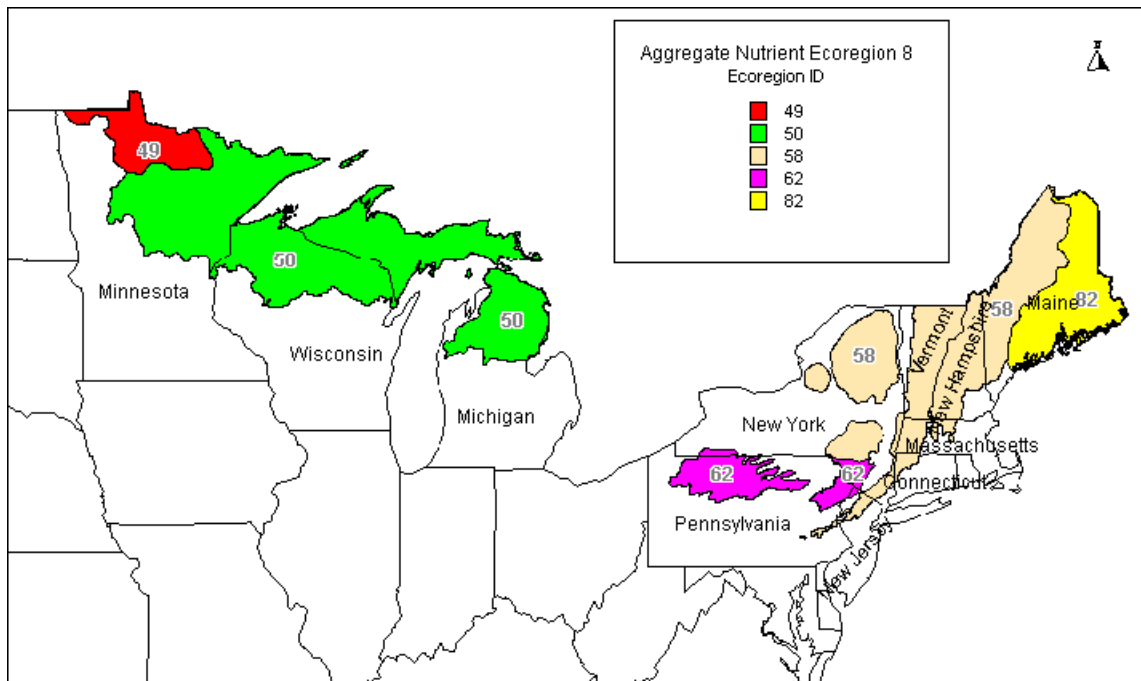 Aggregate Nutrient Ecoregion 8
Ecoregion ID
49
50
58
62
82
N
49
50
50
58
58
82
62
62
Minnesota
Wisconsin
Michigan
New York
Vermont
New Hampshire
Maine
Massachusetts
Connecticut
Pennsylvania
New Jersey